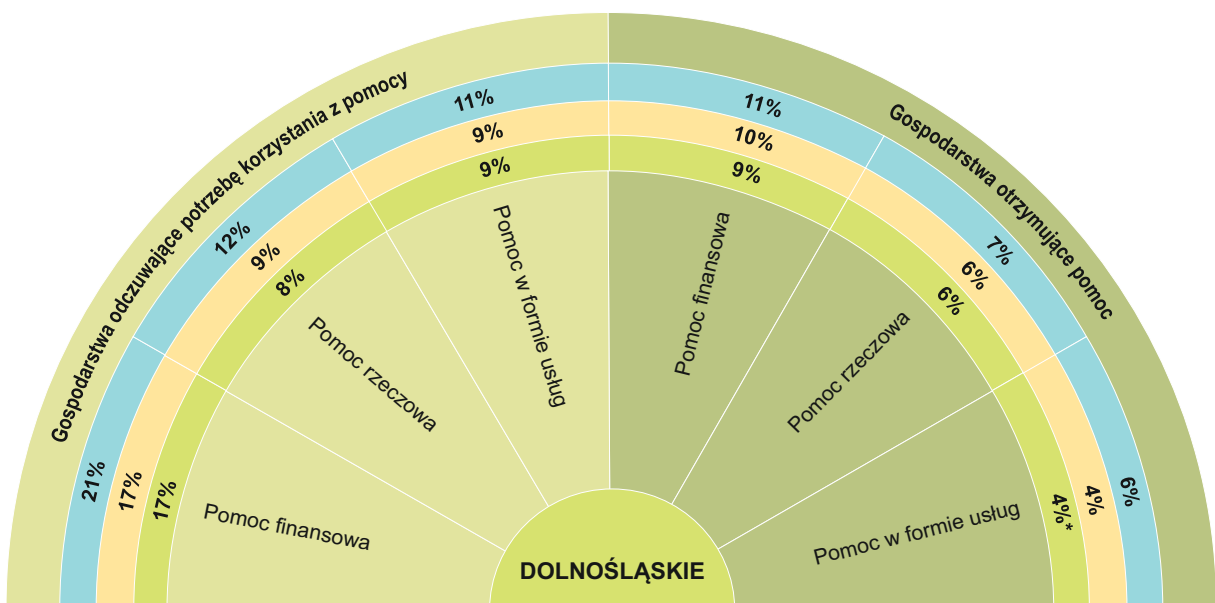 Gospodarstwa odczuwające potrzebę korzystania z pomocy
Gospodarstwa otrzymujące pomoc
21%
12%
11%
11%
7%
6%
17%
9%
9%
10%
6%
4%
17%
8%
9%
9%
6%
4%*
Pomoc finansowa
Pomoc rzeczowa
Pomoc w formie usług
Pomoc finansowa
Pomoc rzeczowa
Pomoc w formie usług
DOLNOŚLĄSKIE